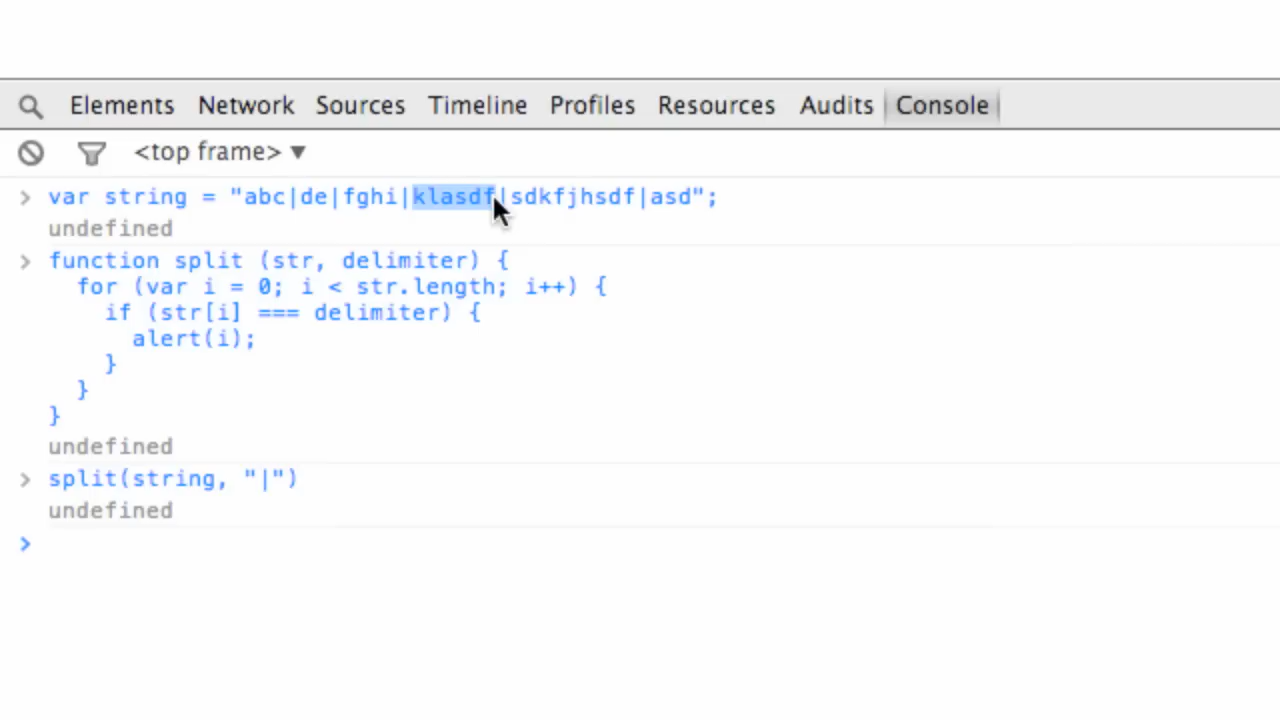 Elements Network Sources Timeline Profiles Resources Audits Console
<top frame> ▼
> var string = "abc|de|fghi|klasdf|sdkfjhsdf|asd";
undefined
> function split (str, delimiter) {
for (var i = 0; i < str.length; i++) {
if (str[i] === delimiter) {
alert(i);
}
}
}
undefined
> split(string, "|")
undefined
>